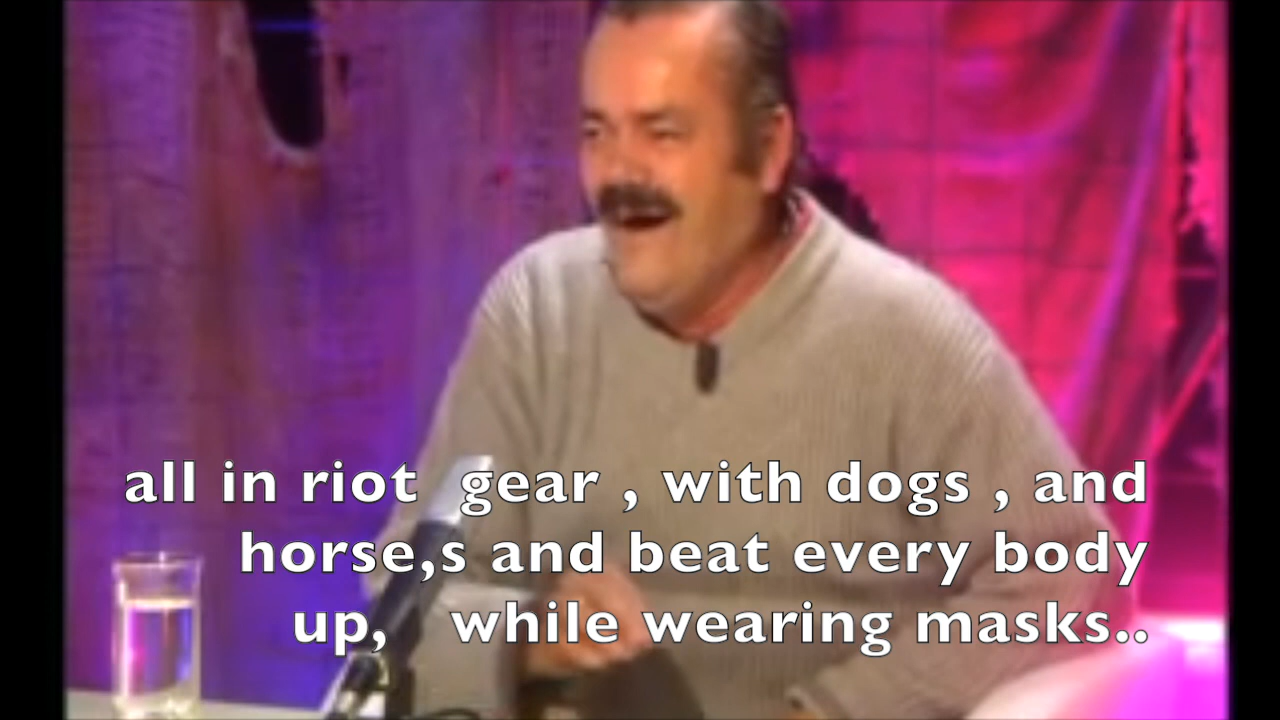 all in riot  gear , with dogs , and
horse,s and beat every body
up,   while wearing masks..